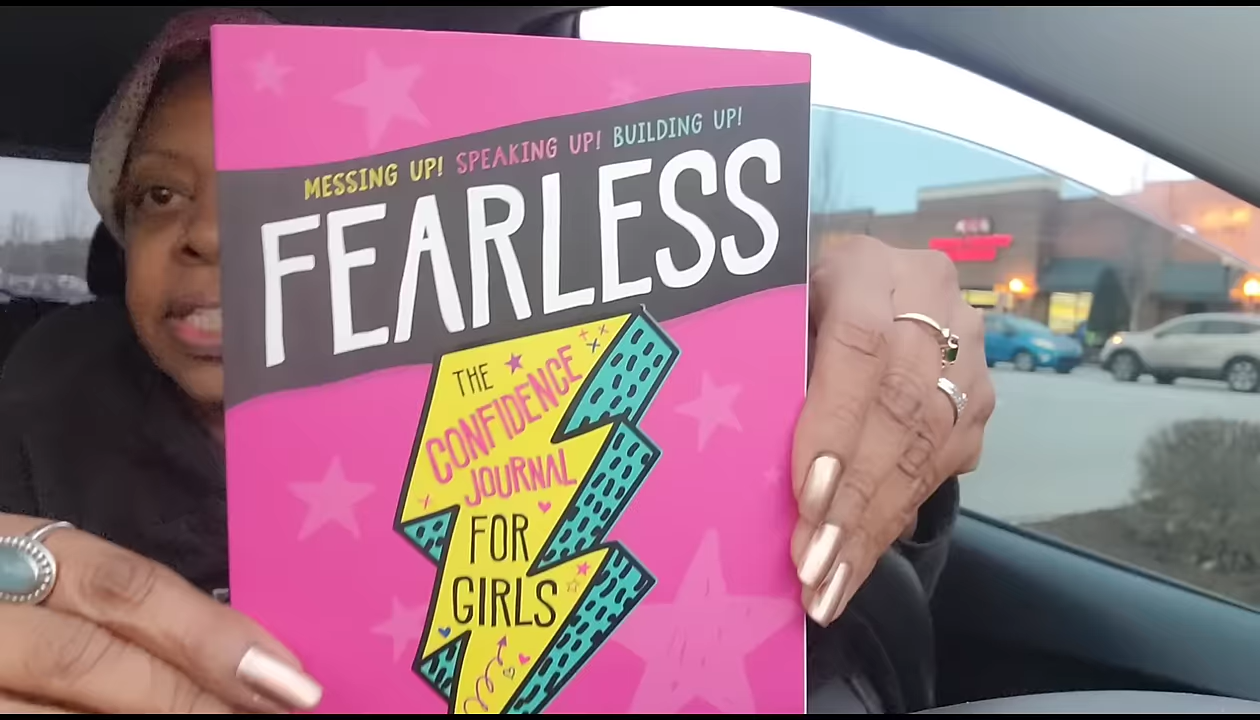 MESSING UP! SPEAKING UP! BUILDING UP!
FEARLESS
THE
CONFIDENCE
JOURNAL
FOR
GIRLS